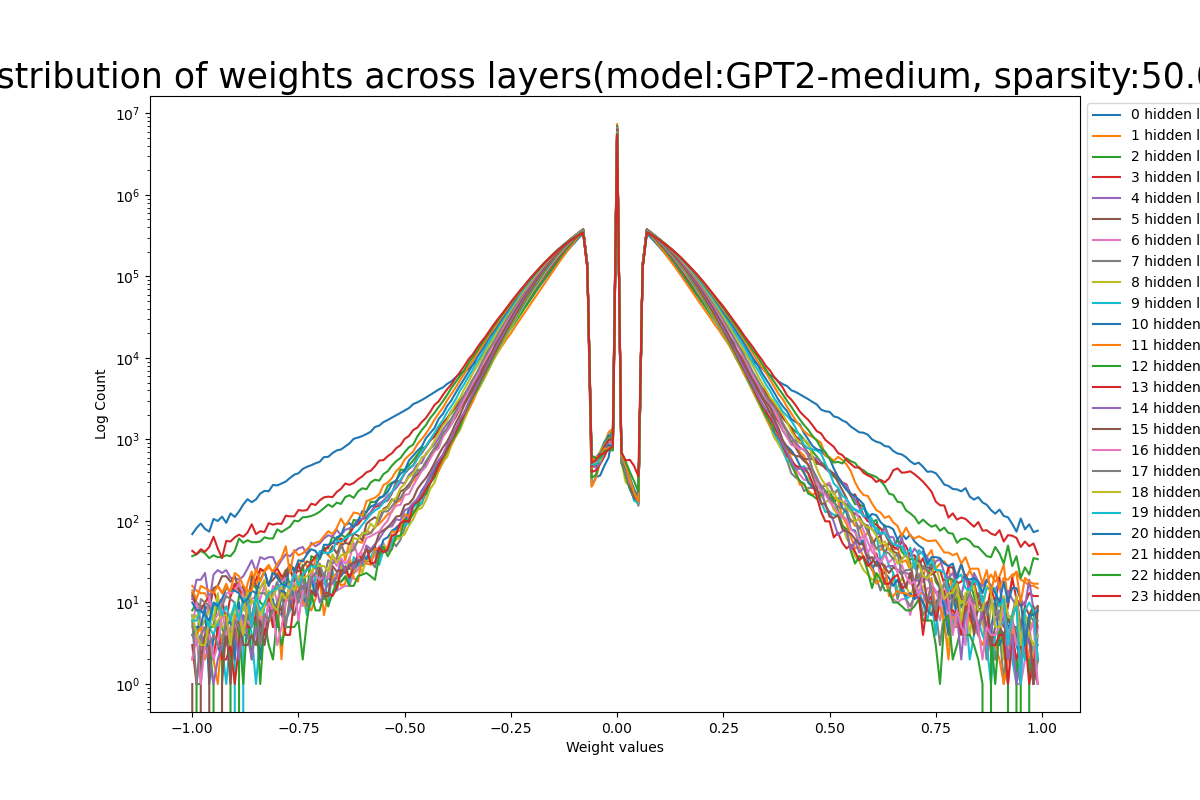 stribution of weights across layers(model:GPT2-medium, sparsity:50.
10⁷
10⁶
10⁵
10⁴
10³
10²
10¹
10⁰
Log Count
−1.00
−0.75
−0.50
−0.25
0.00
0.25
0.50
0.75
1.00
Weight values
0 hidden l
1 hidden l
2 hidden l
3 hidden l
4 hidden l
5 hidden l
6 hidden l
7 hidden l
8 hidden l
9 hidden l
10 hidden
11 hidden
12 hidden
13 hidden
14 hidden
15 hidden
16 hidden
17 hidden
18 hidden
19 hidden
20 hidden
21 hidden
22 hidden
23 hidden